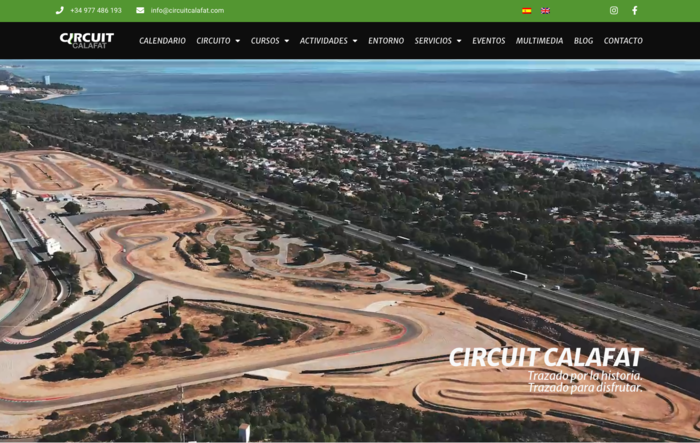 +34 977 486 193 info@circuitcalafat.com
CIRCUIT
CALAFAT
CALENDARIO CIRCUITO CURSOS ACTIVIDADES ENTORNO SERVICIOS EVENTOS MULTIMEDIA BLOG CONTACTO
CIRCUIT CALAFAT
Trazado por la historia.
Trazado para disfrutar.